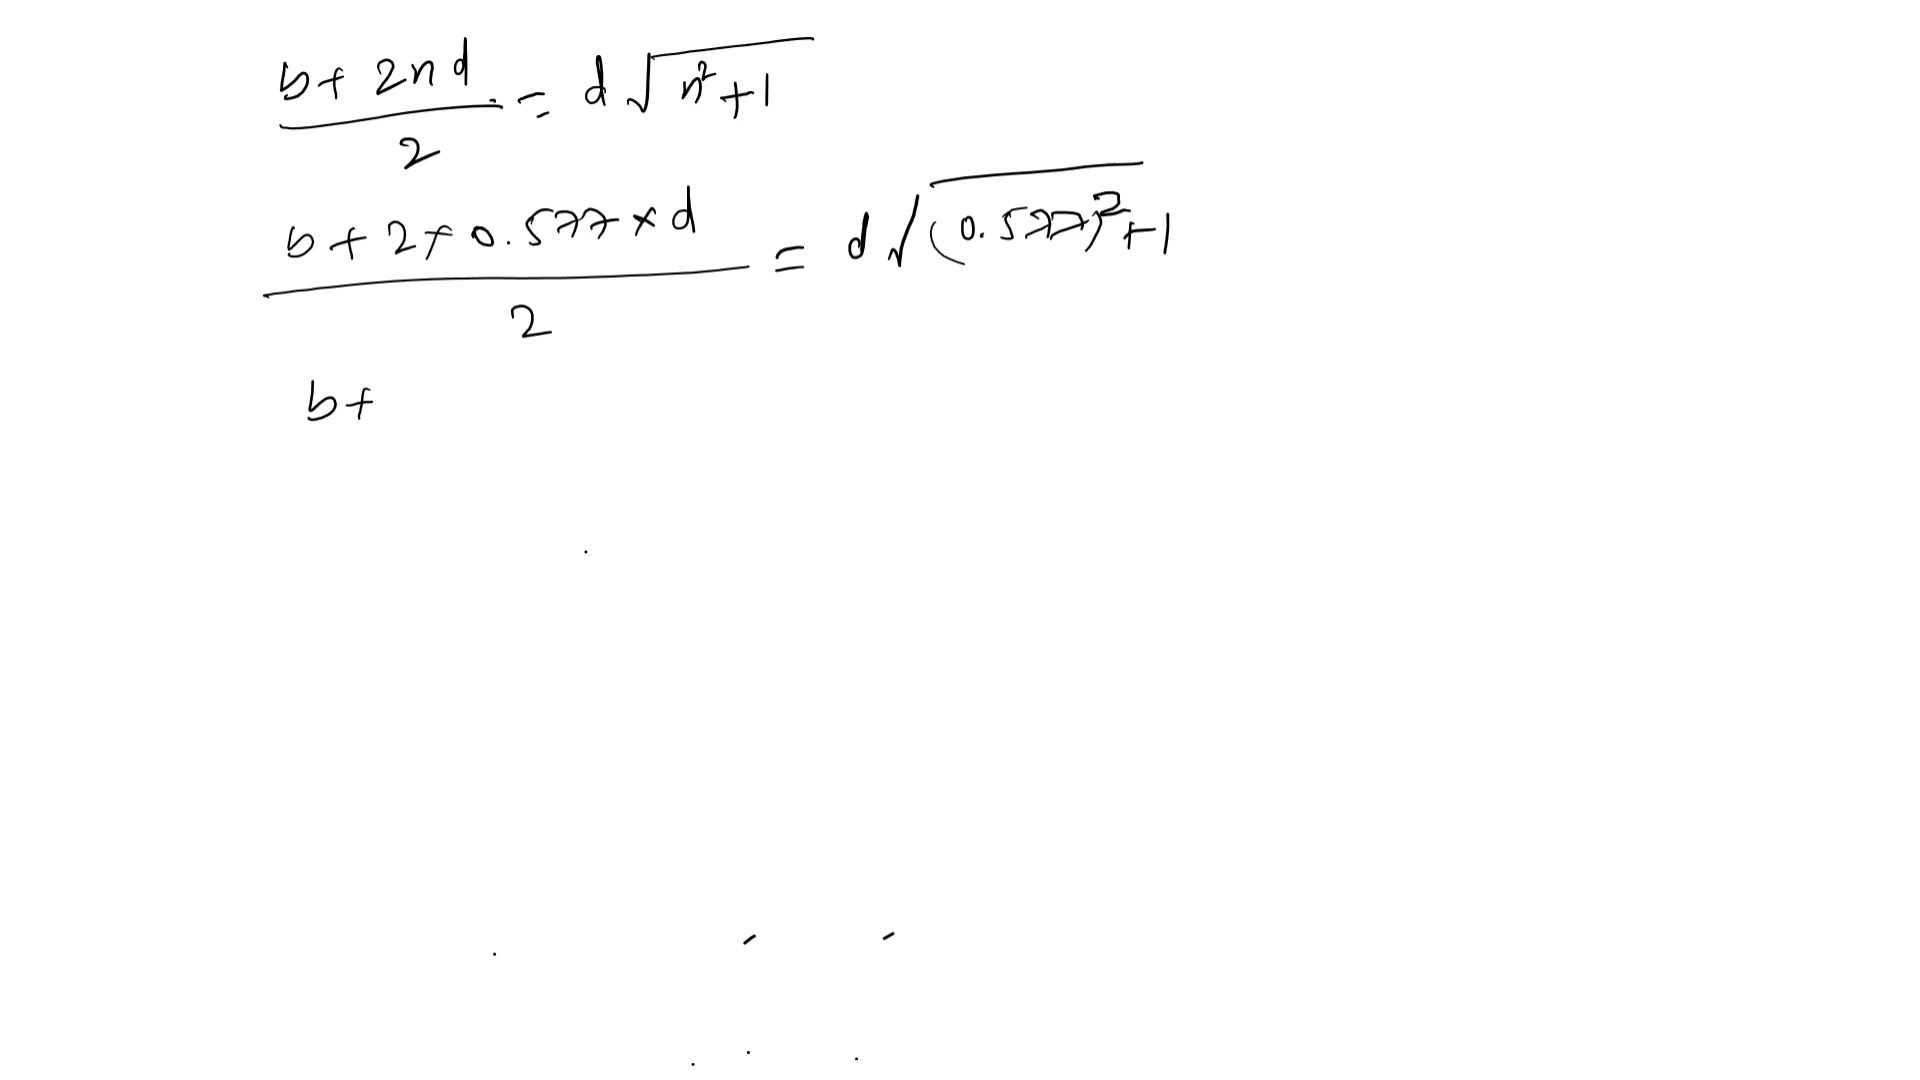 (b + 2nd)/2 = d√(n²+1)
(b + 2 × 0.577 × d)/2 = d√((0.577)²+1)
b +